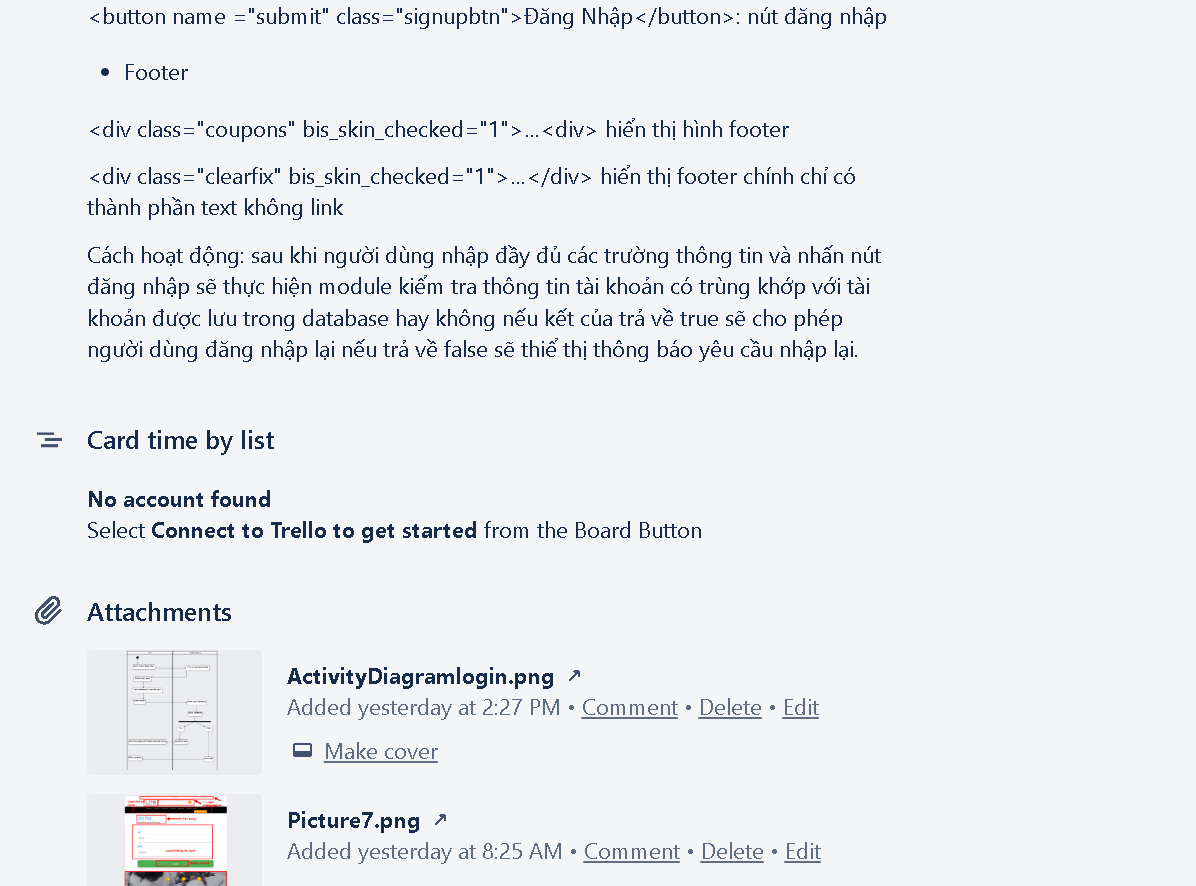 <button name ="submit" class="signupbtn">Đăng Nhập</button>: nút đăng nhập
• Footer
<div class="coupons" bis_skin_checked="1">...<div> hiển thị hình footer
<div class="clearfix" bis_skin_checked="1">...</div> hiển thị footer chính chỉ có
thành phần text không link
Cách hoạt động: sau khi người dùng nhập đầy đủ các trường thông tin và nhấn nút
đăng nhập sẽ thực hiện module kiểm tra thông tin tài khoản có trùng khớp với tài
khoản được lưu trong database hay không nếu kết của trả về true sẽ cho phép
người dùng đăng nhập lại nếu trả về false sẽ thiể thị thông báo yêu cầu nhập lại.
Card time by list
No account found
Select Connect to Trello to get started from the Board Button
Attachments
ActivityDiagramlogin.png ↗
Added yesterday at 2:27 PM • Comment • Delete • Edit
Make cover
Picture7.png ↗
Added yesterday at 8:25 AM • Comment • Delete • Edit